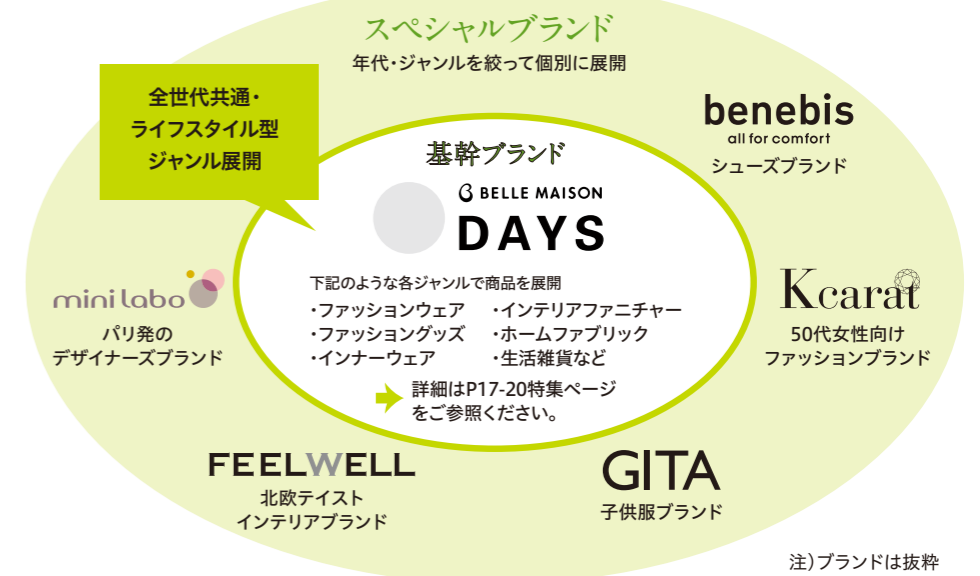 スペシャルブランド
年代・ジャンルを絞って個別に展開
全世代共通・
ライフスタイル型
ジャンル展開
基幹ブランド
BELLE MAISON
DAYS
下記のような各ジャンルで商品を展開
・ファッションウェア ・インテリアファニチャー
・ファッショングッズ ・ホームファブリック
・インナーウェア ・生活雑貨など
詳細はP17-20特集ページ
をご参照ください。
benebis
all for comfort
シューズブランド
mini labo
パリ発の
デザイナーズブランド
Kcarat
50代女性向け
ファッションブランド
FEELWELL
北欧テイスト
インテリアブランド
GITA
子供服ブランド
注）ブランドは抜粋